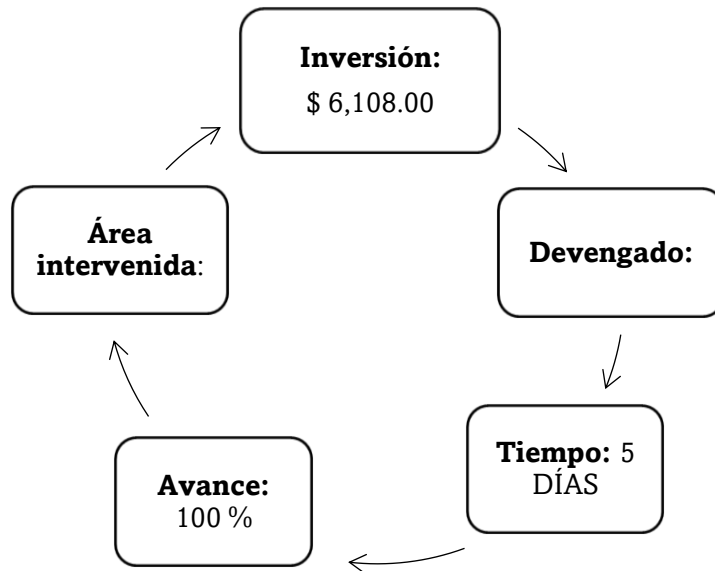 Inversión:
$ 6,108.00
Devengado:
Tiempo: 5
DÍAS
Avance:
100 %
Área
intervenida: